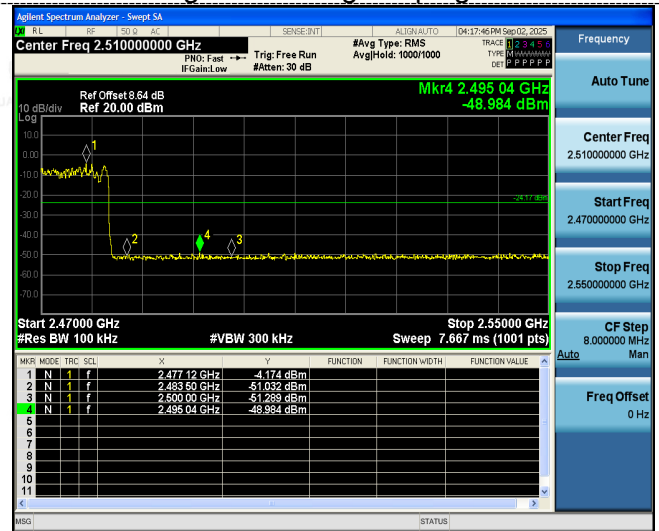 Agilent Spectrum Analyzer - Swept SA
RL RF 50 Ω AC SENSE:INT ALIGN AUTO 04:17:46 PM Sep 02, 2025
Center Freq 2.510000000 GHz
PNO: Fast
IFGain:Low
Trig: Free Run
#Atten: 30 dB
#Avg Type: RMS
Avg|Hold: 1000/1000
TRACE 1 2 3 4 5 6
TYPE M
DET P P P P P P
Ref Offset 8.64 dB
10 dB/div Ref 20.00 dBm
Log
Mkr4 2.495 04 GHz
-48.984 dBm
10.0
0.00
-10.0
-20.0
-30.0
-40.0
-50.0
-60.0
-70.0
1
2
4
3
-24.17 dBm
Start 2.47000 GHz Stop 2.55000 GHz
#Res BW 100 kHz #VBW 300 kHz Sweep 7.667 ms (1001 pts)
MKR MODE TRC SCL X Y FUNCTION FUNCTION WIDTH FUNCTION VALUE
1 N 1 f 2.477 12 GHz -4.174 dBm
2 N 1 f 2.483 50 GHz -51.032 dBm
3 N 1 f 2.500 00 GHz -51.289 dBm
4 N 1 f 2.495 04 GHz -48.984 dBm
5
6
7
8
9
10
11
MSG STATUS
Frequency
Auto Tune
Center Freq
2.510000000 GHz
Start Freq
2.470000000 GHz
Stop Freq
2.550000000 GHz
CF Step
8.000000 MHz
Auto Man
Freq Offset
0 Hz